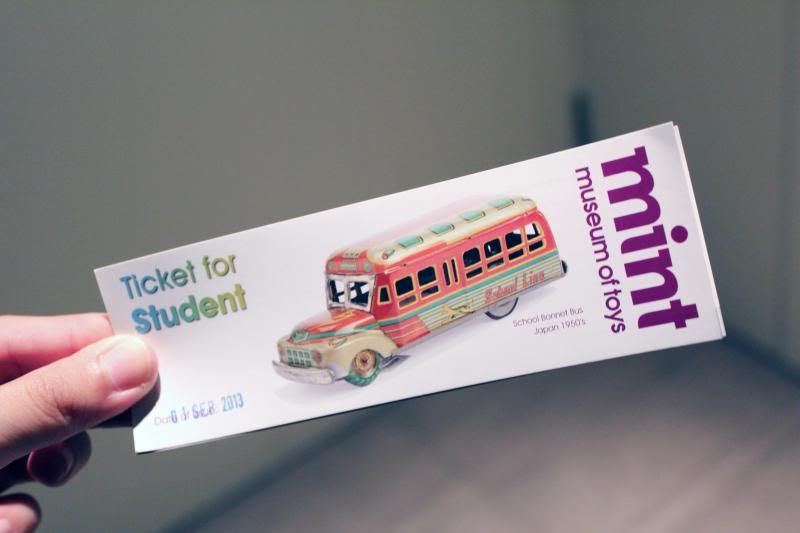 Ticket for
Student
School Line
School Bonnet Bus
Japan 1950's
mint
museum of toys
SEP 2013